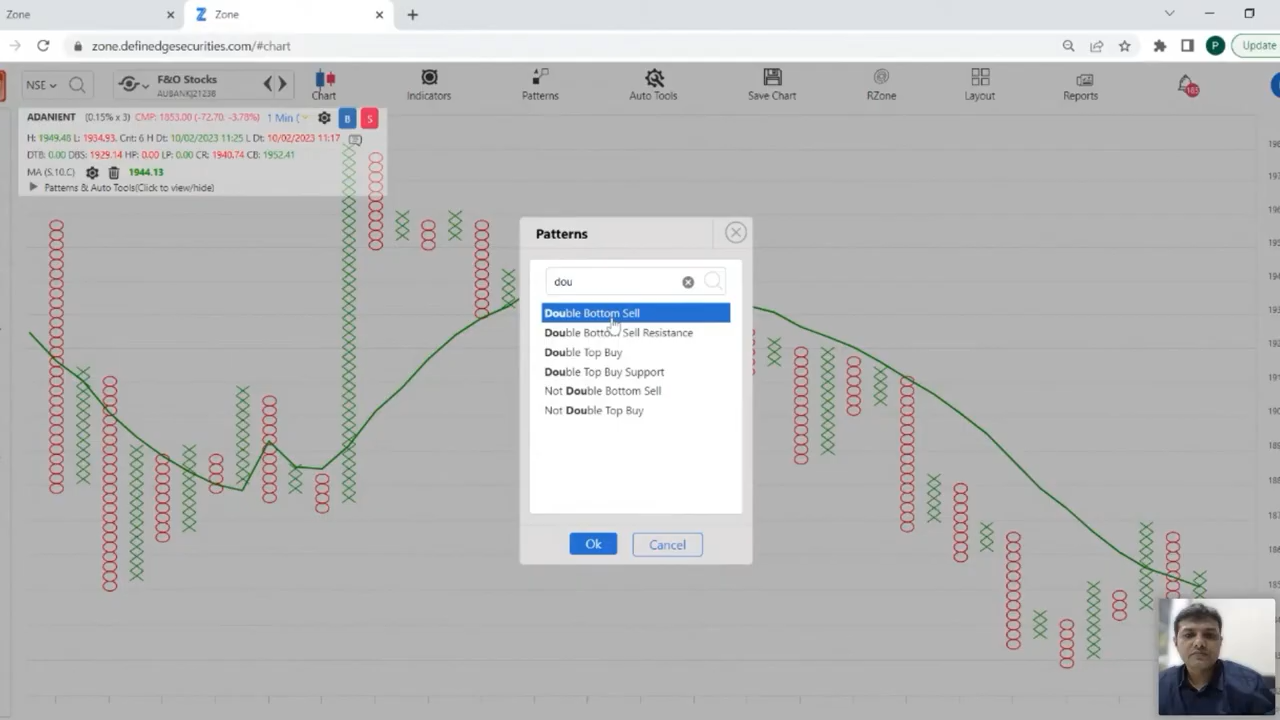 Zone
Zone
zone.definedgesecurities.com/#chart
P
Update
NSE
F&O Stocks
Chart
Indicators
Patterns
Auto Tools
Save Chart
RZone
Layout
Reports
ADANIENT (0.15% x 3) CMP: 1853.00 (-72.70, -3.78%) 1 Min (
B
S
H: 1949.48 L: 1934.93. Cnt: 6 H Dt: 10/02/2023 11:25 L Dt: 10/02/2023 11:17
DTB: 0.00 DBS: 1929.14 HP: 0.00 LP: 0.00 CR: 1940.74 CB: 1952.41
MA (S.10.C) 1944.13
Patterns & Auto Tools(Click to view/hide)
Patterns
dou
Double Bottom Sell
Double Bottom Sell Resistance
Double Top Buy
Double Top Buy Support
Not Double Bottom Sell
Not Double Top Buy
Ok
Cancel